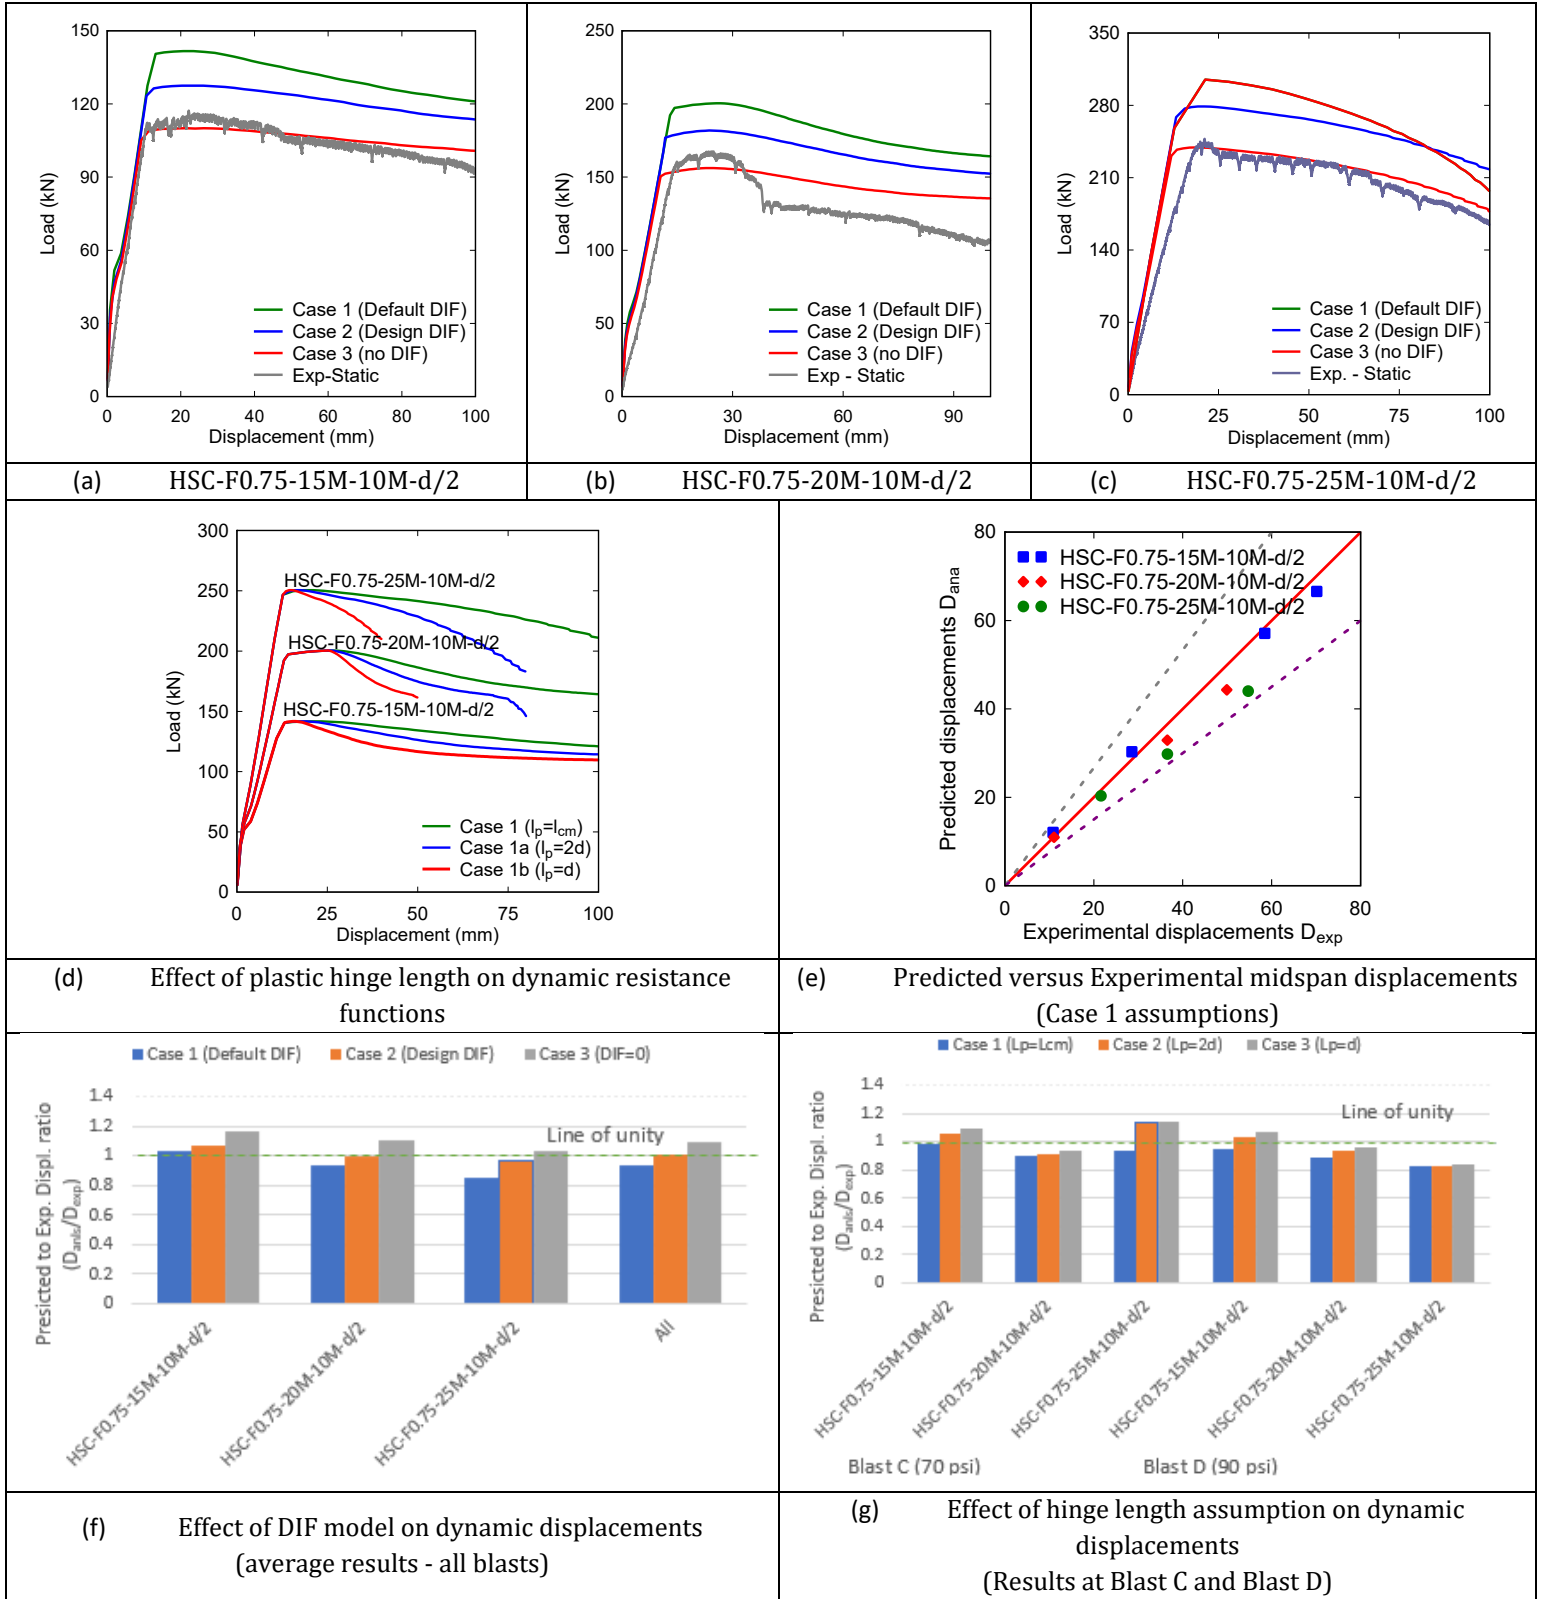 150
120
90
60
30
0
Load (kN)
Case 1 (Default DIF)
Case 2 (Design DIF)
Case 3 (no DIF)
Exp-Static
0 20 40 60 80 100
Displacement (mm)
250
200
150
100
50
0
Load (kN)
Case 1 (Default DIF)
Case 2 (Design DIF)
Case 3 (no DIF)
Exp - Static
0 30 60 90
Displacement (mm)
350
280
210
140
70
0
Load (kN)
Case 1 (Default DIF)
Case 2 (Design DIF)
Case 3 (no DIF)
Exp. - Static
0 25 50 75 100
Displacement (mm)
(a) HSC-F0.75-15M-10M-d/2
(b) HSC-F0.75-20M-10M-d/2
(c) HSC-F0.75-25M-10M-d/2
300
250
200
150
100
50
0
Load (kN)
HSC-F0.75-25M-10M-d/2
HSC-F0.75-20M-10M-d/2
HSC-F0.75-15M-10M-d/2
Case 1 (lp=lcm)
Case 1a (lp=2d)
Case 1b (lp=d)
0 25 50 75 100
Displacement (mm)
80
60
40
20
0
Predicted displacements Dana
HSC-F0.75-15M-10M-d/2
HSC-F0.75-20M-10M-d/2
HSC-F0.75-25M-10M-d/2
0 20 40 60 80
Experimental displacements Dexp
(d) Effect of plastic hinge length on dynamic resistance
functions
(e) Predicted versus Experimental midspan displacements
(Case 1 assumptions)
Case 1 (Default DIF) Case 2 (Design DIF) Case 3 (DIF=0)
1.4
1.2
1
0.8
0.6
0.4
0.2
0
Presicted to Exp. Displ. ratio
(Danls/Dexp)
Line of unity
HSC-F0.75-15M-10M-d/2
HSC-F0.75-20M-10M-d/2
HSC-F0.75-25M-10M-d/2
All
Case 1 (Lp=Lcm) Case 2 (Lp=2d) Case 3 (Lp=d)
1.4
1.2
1
0.8
0.6
0.4
0.2
0
Presicted to Exp. Displ. ratio
(Danls/Dexp)
Line of unity
HSC-F0.75-15M-10M-d/2
HSC-F0.75-20M-10M-d/2
HSC-F0.75-25M-10M-d/2
HSC-F0.75-15M-10M-d/2
HSC-F0.75-20M-10M-d/2
HSC-F0.75-25M-10M-d/2
Blast C (70 psi) Blast D (90 psi)
(f) Effect of DIF model on dynamic displacements
(average results - all blasts)
(g) Effect of hinge length assumption on dynamic
displacements
(Results at Blast C and Blast D)